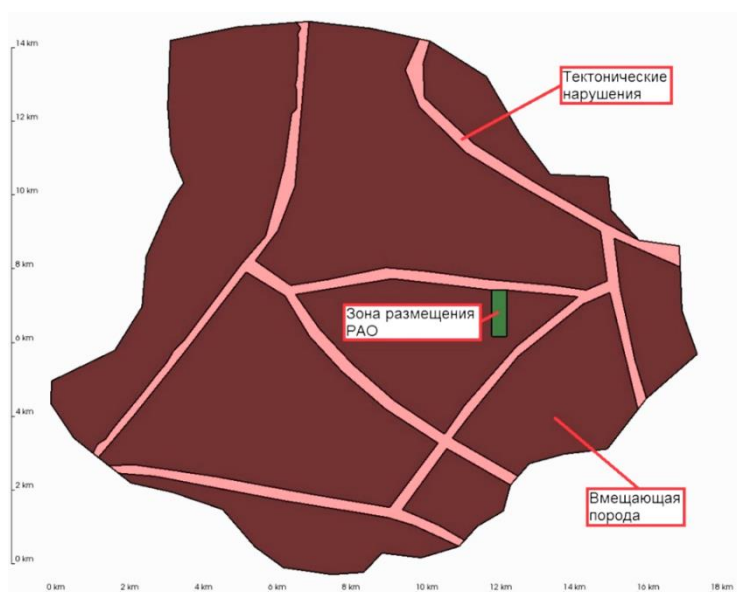 14 km
Тектонические
нарушения
12 km
10 km
8 km
Зона размещения
РАО
6 km
4 km
Вмещающая
порода
2 km
0 km
0 km 2 km 4 km 6 km 8 km 10 km 12 km 14 km 16 km 18 km